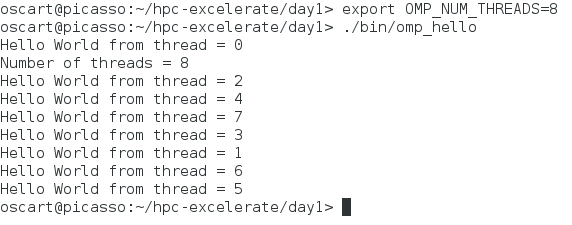 oscart@picasso:~/hpc-excelerate/day1> export OMP_NUM_THREADS=8
oscart@picasso:~/hpc-excelerate/day1> ./bin/omp_hello
Hello World from thread = 0
Number of threads = 8
Hello World from thread = 2
Hello World from thread = 4
Hello World from thread = 7
Hello World from thread = 3
Hello World from thread = 1
Hello World from thread = 6
Hello World from thread = 5
oscart@picasso:~/hpc-excelerate/day1>